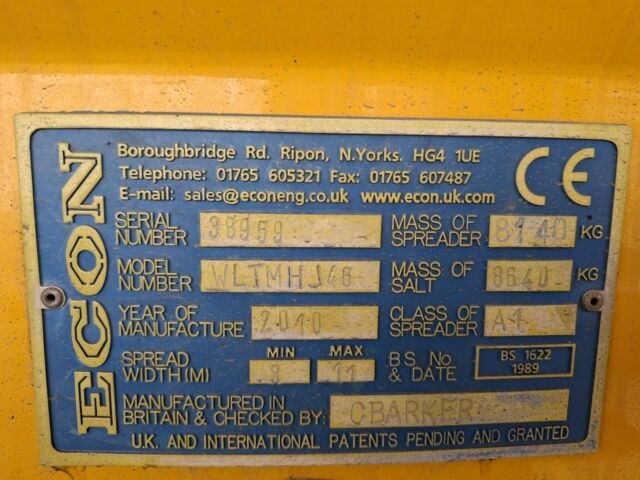 ECON
Boroughbridge Rd. Ripon, N.Yorks. HG4 1UE
Telephone: 01765 605321 Fax: 01765 607487
E-mail: sales@econeng.co.uk www.econ.uk.com
CE
SERIAL NUMBER 38959 MASS OF SPREADER 8140 KG
MODEL NUMBER WLTMHJ46 MASS OF SALT 8640 KG
YEAR OF MANUFACTURE 2010 CLASS OF SPREADER A1
SPREAD WIDTH(M) MIN 3 MAX 11 B.S. No & DATE BS 1622 1989
MANUFACTURED IN BRITAIN & CHECKED BY: CBARKER
U.K. AND INTERNATIONAL PATENTS PENDING AND GRANTED